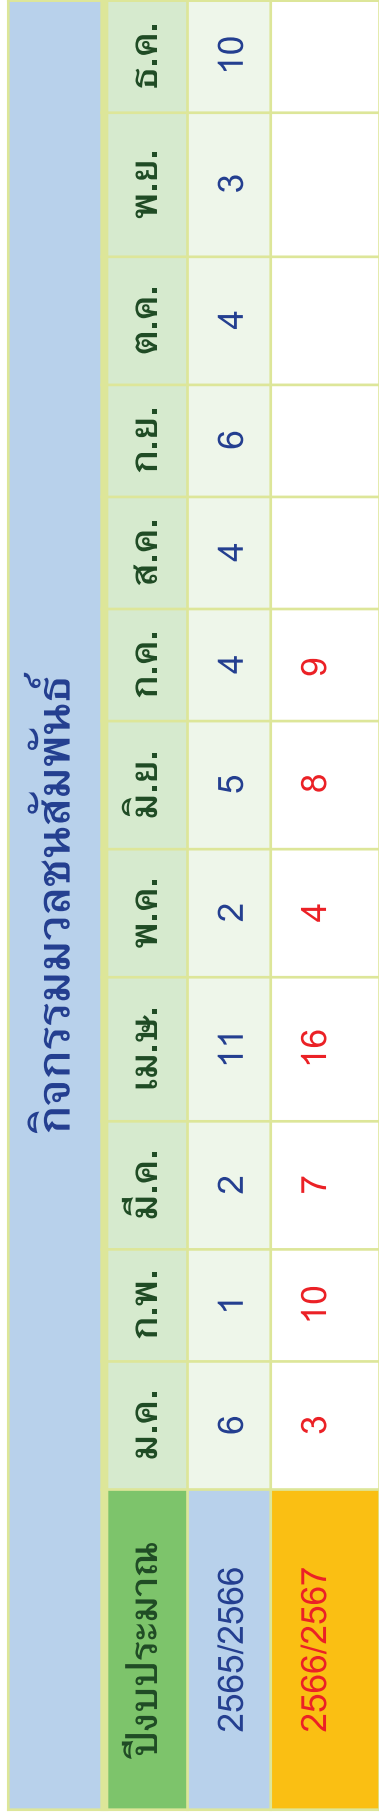 กิจกรรมมวลชนสัมพันธ์
ปีงบประมาณ ม.ค. ก.พ. มี.ค. เม.ษ. พ.ค. มิ.ย. ก.ค. ส.ค. ก.ย. ต.ค. พ.ย. ธ.ค.
2565/2566 6 1 2 11 2 5 4 4 6 4 3 10
2566/2567 3 10 7 16 4 8 9